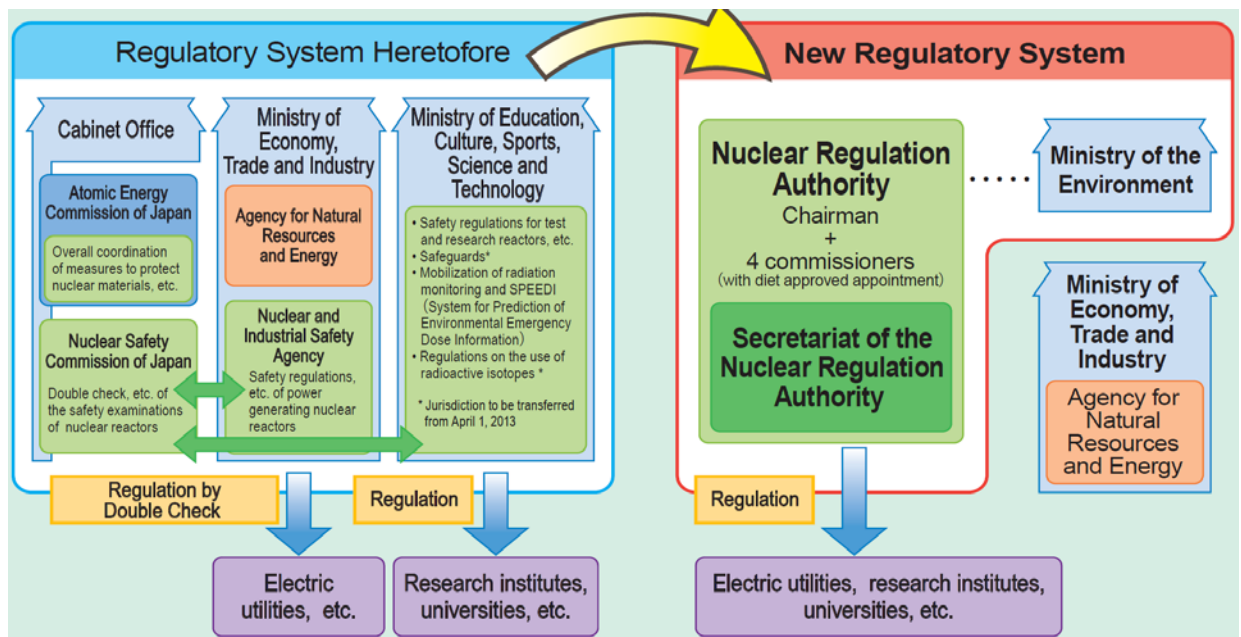 Regulatory System Heretofore
Cabinet Office
Atomic Energy
Commission of Japan
Overall coordination
of measures to protect
nuclear materials, etc.
Nuclear Safety
Commission of Japan
Double check, etc. of
the safety examinations
of nuclear reactors
Ministry of
Economy,
Trade and Industry
Agency for Natural
Resources
and Energy
Nuclear and
Industrial Safety
Agency
Safety regulations,
etc. of power
generating nuclear
reactors
Ministry of Education,
Culture, Sports,
Science and
Technology
• Safety regulations for test
and research reactors, etc.
• Safeguards*
• Mobilization of radiation
monitoring and SPEEDI
(System for Prediction of
Environmental Emergency
Dose Information)
• Regulations on the use of
radioactive isotopes *
* Jurisdiction to be transferred
from April 1, 2013
Regulation by
Double Check
Regulation
Electric
utilities, etc.
Research institutes,
universities, etc.
New Regulatory System
Nuclear Regulation
Authority
Chairman
+
4 commissioners
(with diet approved appointment)
Secretariat of the
Nuclear Regulation
Authority
Ministry of the
Environment
Ministry of
Economy,
Trade and
Industry
Agency for
Natural
Resources
and Energy
Regulation
Electric utilities, research institutes,
universities, etc.